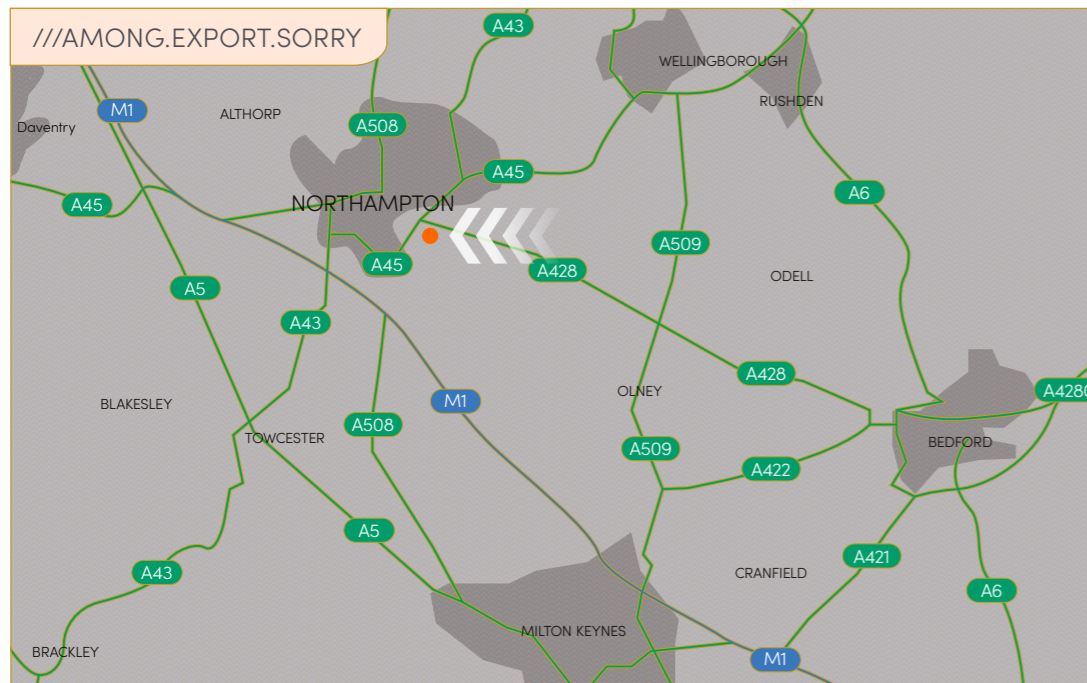 ///AMONG.EXPORT.SORRY
A43
WELLINGBOROUGH
RUSHDEN
M1
ALTHORP
Daventry
A508
A45
A6
A45
NORTHAMPTON
A509
A45
A428
ODELL
A5
A43
A428
OLNEY
A4280
BLAKESLEY
M1
A508
TOWCESTER
A509
BEDFORD
A422
A5
A421
A43
CRANFIELD
A6
MILTON KEYNES
BRACKLEY
M1